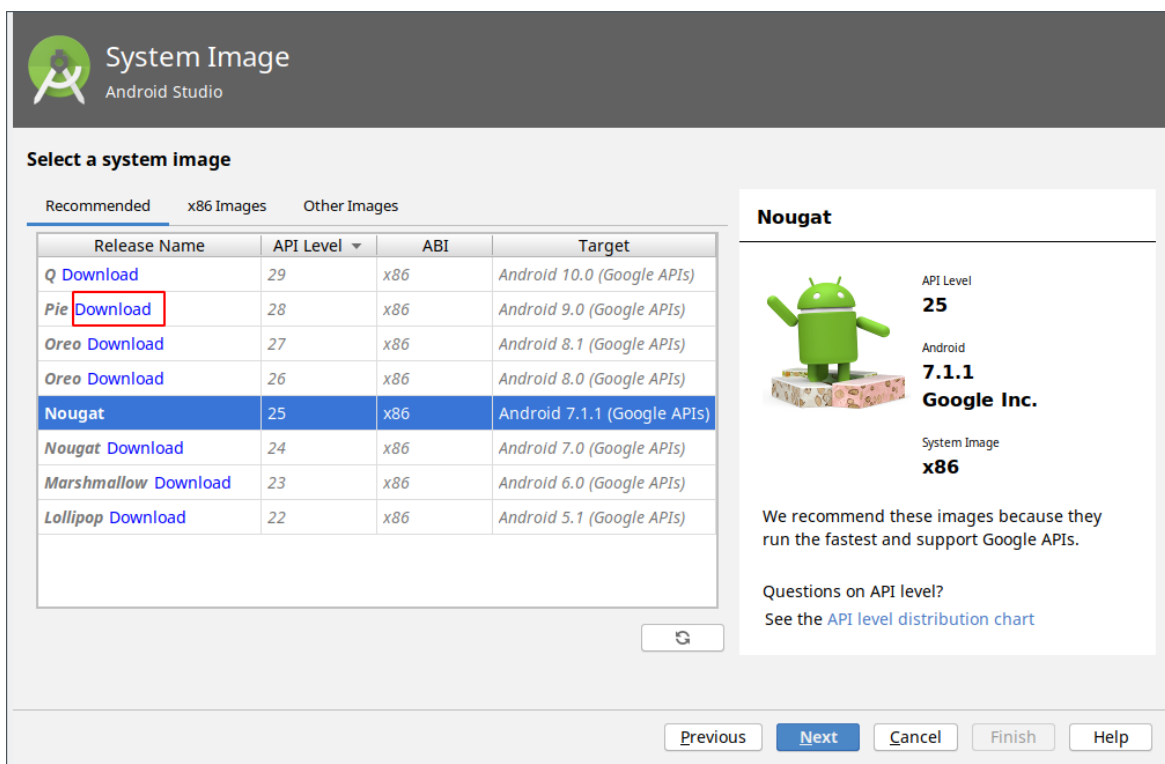 System Image
Android Studio
Select a system image
Recommended x86 Images Other Images
Release Name API Level ABI Target
Q Download 29 x86 Android 10.0 (Google APIs)
Pie Download 28 x86 Android 9.0 (Google APIs)
Oreo Download 27 x86 Android 8.1 (Google APIs)
Oreo Download 26 x86 Android 8.0 (Google APIs)
Nougat 25 x86 Android 7.1.1 (Google APIs)
Nougat Download 24 x86 Android 7.0 (Google APIs)
Marshmallow Download 23 x86 Android 6.0 (Google APIs)
Lollipop Download 22 x86 Android 5.1 (Google APIs)
Nougat
API Level
25
Android
7.1.1
Google Inc.
System Image
x86
We recommend these images because they
run the fastest and support Google APIs.
Questions on API level?
See the API level distribution chart
Previous Next Cancel Finish Help